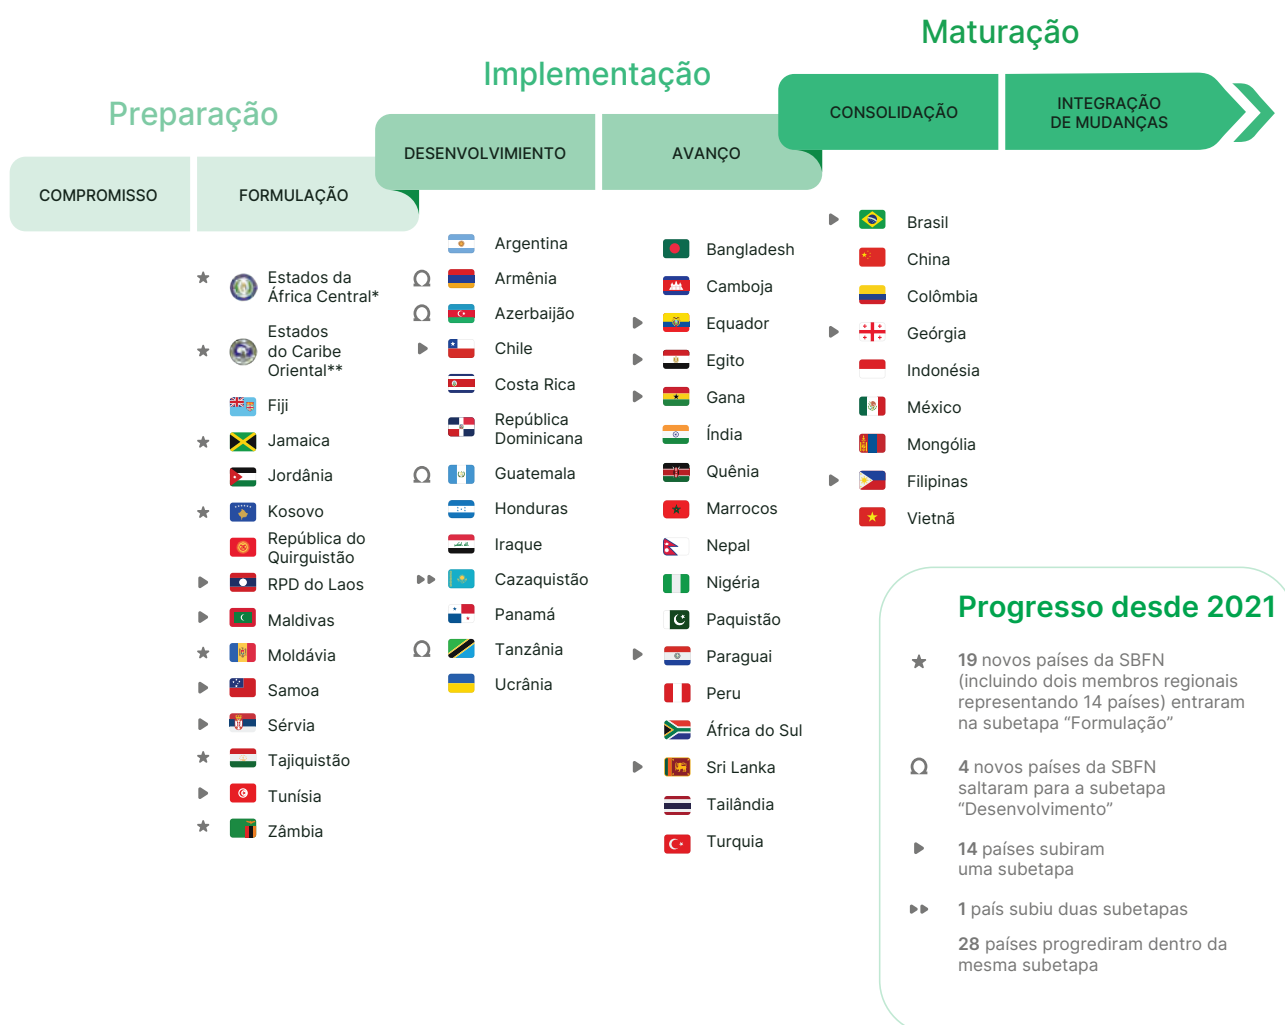 Preparação
Implementação
Maturação
COMPROMISSO
FORMULAÇÃO
DESENVOLVIMIENTO
AVANÇO
CONSOLIDAÇÃO
INTEGRAÇÃO
DE MUDANÇAS
Estados da
África Central*
Estados
do Caribe
Oriental**
Fiji
Jamaica
Jordânia
Kosovo
República do
Quirguistão
RPD do Laos
Maldivas
Moldávia
Samoa
Sérvia
Tajiquistão
Tunísia
Zâmbia
Argentina
Armênia
Azerbaijão
Chile
Costa Rica
República
Dominicana
Guatemala
Honduras
Iraque
Cazaquistão
Panamá
Tanzânia
Ucrânia
Bangladesh
Camboja
Equador
Egito
Gana
Índia
Quênia
Marrocos
Nepal
Nigéria
Paquistão
Paraguai
Peru
África do Sul
Sri Lanka
Tailândia
Turquia
Brasil
China
Colômbia
Geórgia
Indonésia
México
Mongólia
Filipinas
Vietnã
Progresso desde 2021
19 novos países da SBFN
(incluindo dois membros regionais
representando 14 países) entraram
na subetapa “Formulação”
Ω 4 novos países da SBFN
saltaram para a subetapa
“Desenvolvimento”
14 países subiram
uma subetapa
1 país subiu duas subetapas
28 países progrediram dentro da
mesma subetapa